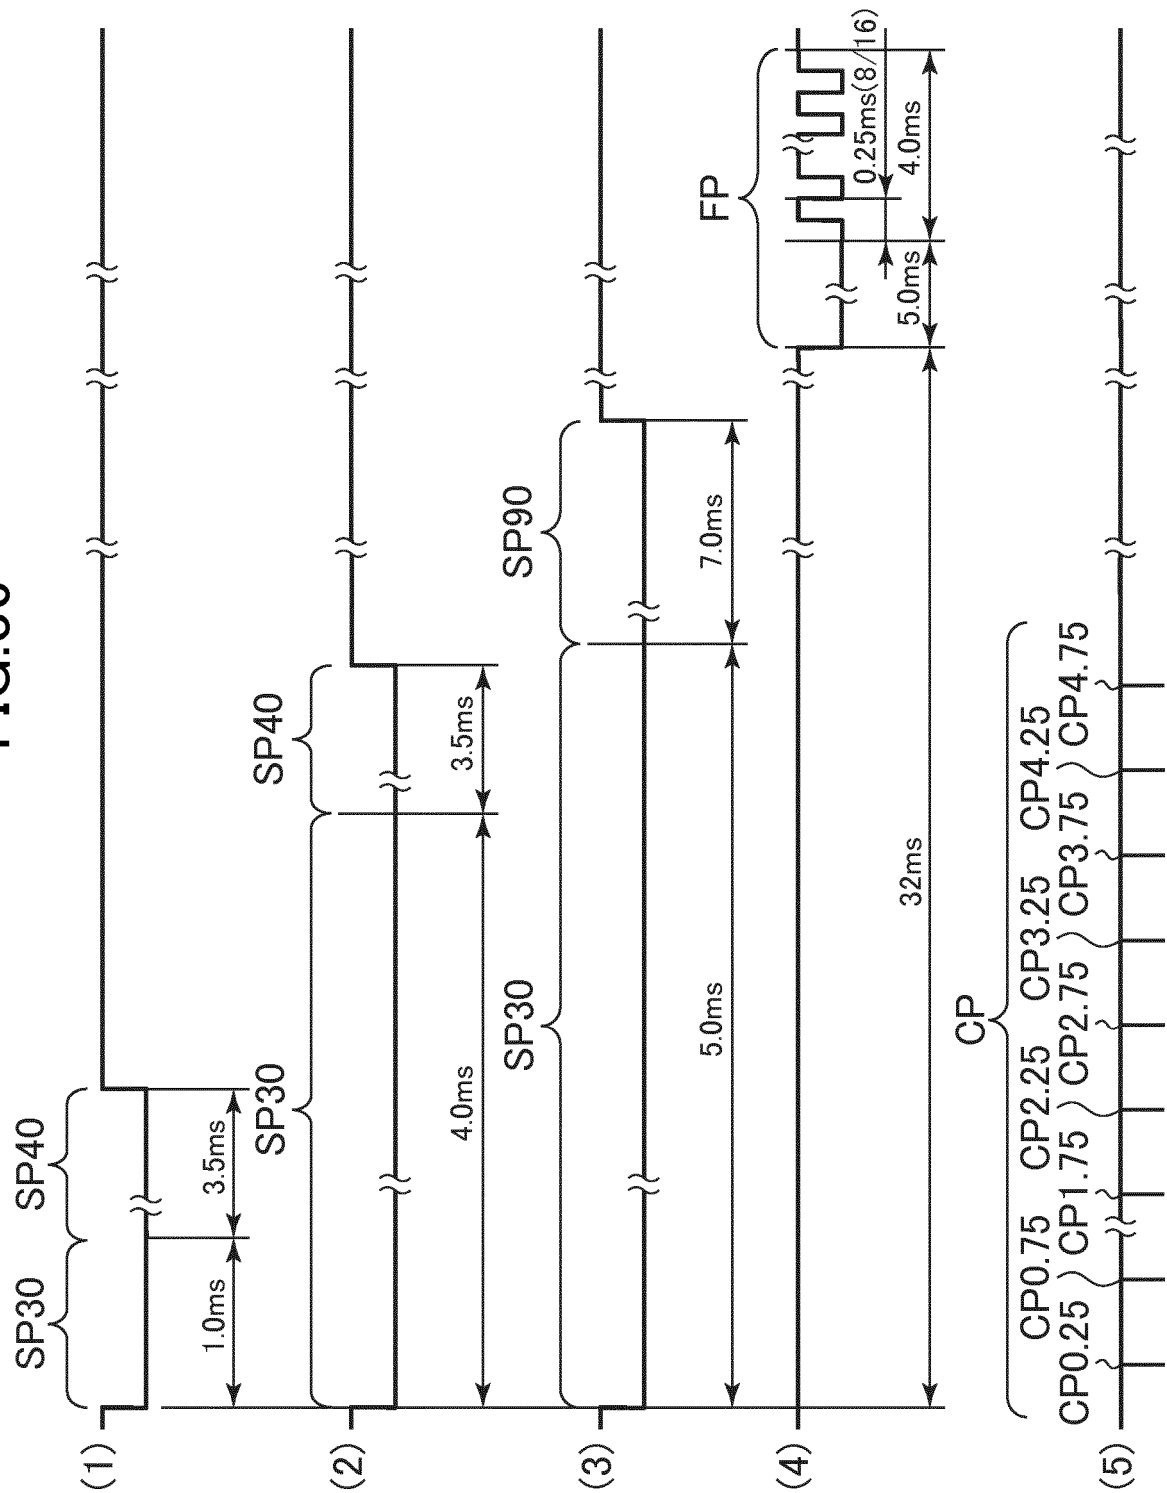 SP30 SP40
(1)
1.0ms 3.5ms
SP30 SP40
(2)
4.0ms 3.5ms
SP30 SP90
(3)
5.0ms 7.0ms
FP
(4)
0.25ms(8/16)
32ms 5.0ms 4.0ms
CP
CP0.75 CP2.25 CP3.25 CP4.25
CP0.25 CP1.75 CP2.75 CP3.75 CP4.75
(5)